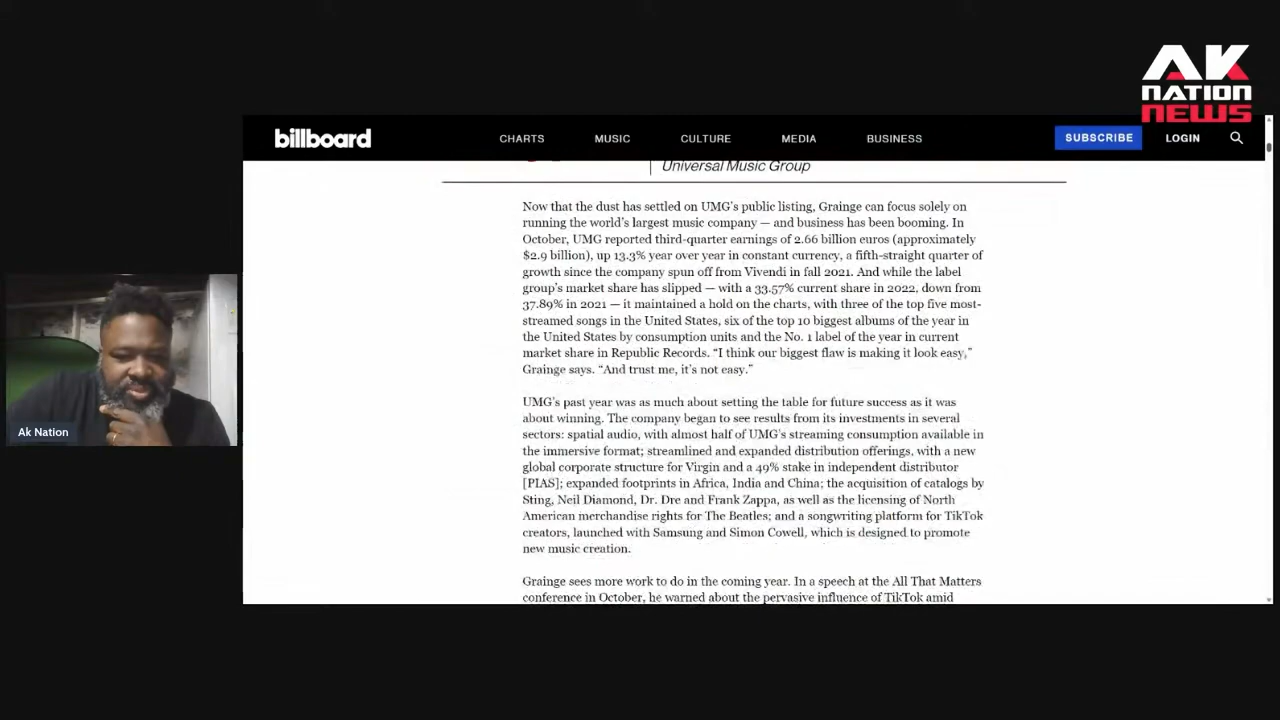 AK
NATION
NEWS
billboard
CHARTS
MUSIC
CULTURE
MEDIA
BUSINESS
SUBSCRIBE
LOGIN
Universal Music Group
Now that the dust has settled on UMG's public listing, Grainge can focus solely on
running the world's largest music company — and business has been booming. In
October, UMG reported third-quarter earnings of 2.66 billion euros (approximately
$2.9 billion), up 13.3% year over year in constant currency, a fifth-straight quarter of
growth since the company spun off from Vivendi in fall 2021. And while the label
group's market share has slipped — with a 33.57% current share in 2022, down from
37.89% in 2021 — it maintained a hold on the charts, with three of the top five most-
streamed songs in the United States, six of the top 10 biggest albums of the year in
the United States by consumption units and the No. 1 label of the year in current
market share in Republic Records. “I think our biggest flaw is making it look easy,”
Grainge says. “And trust me, it's not easy.”
UMG's past year was as much about setting the table for future success as it was
about winning. The company began to see results from its investments in several
sectors: spatial audio, with almost half of UMG's streaming consumption available in
the immersive format; streamlined and expanded distribution offerings, with a new
global corporate structure for Virgin and a 49% stake in independent distributor
[PIAS]; expanded footprints in Africa, India and China; the acquisition of catalogs by
Sting, Neil Diamond, Dr. Dre and Frank Zappa, as well as the licensing of North
American merchandise rights for The Beatles; and a songwriting platform for TikTok
creators, launched with Samsung and Simon Cowell, which is designed to promote
new music creation.
Grainge sees more work to do in the coming year. In a speech at the All That Matters
conference in October, he warned about the pervasive influence of TikTok amid
Ak Nation